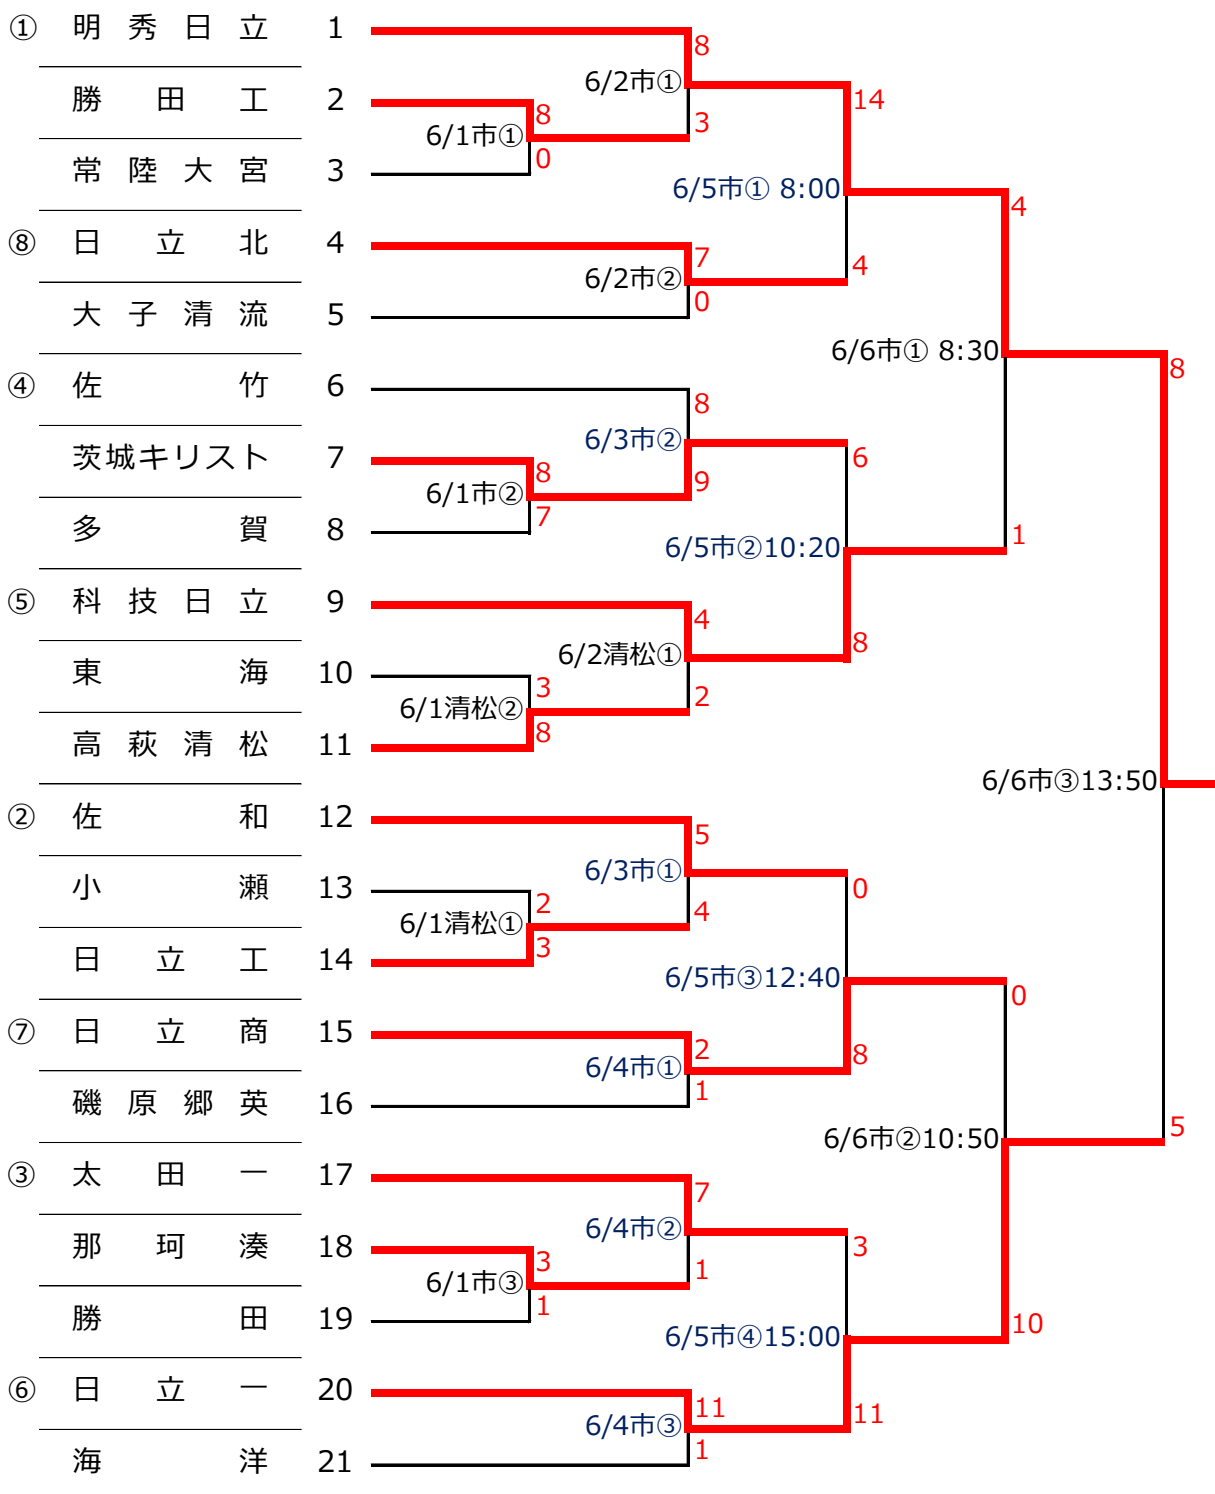 ① 明秀日立 1
8
6/2市①
勝田工 2
14
8
3
6/1市①
常陸大宮 3
0
6/5市① 8:00
4
⑧ 日立北 4
7
4
6/2市②
0
大子清流 5
6/6市① 8:30
8
④ 佐竹 6
8
6/3市②
茨城キリスト 7
6
8
9
6/1市②
7
多賀 8
1
6/5市②10:20
⑤ 科技日立 9
4
8
6/2清松①
東海 10
3
2
6/1清松②
8
高萩清松 11
6/6市③13:50
② 佐和 12
5
6/3市①
小瀬 13
0
2
4
6/1清松①
3
日立工 14
6/5市③12:40
0
⑦ 日立商 15
2
8
6/4市①
1
磯原郷英 16
5
6/6市②10:50
③ 太田一 17
7
6/4市②
那珂湊 18
3
3
1
6/1市③
1
勝田 19
10
6/5市④15:00
⑥ 日立一 20
11
11
6/4市③
1
海洋 21